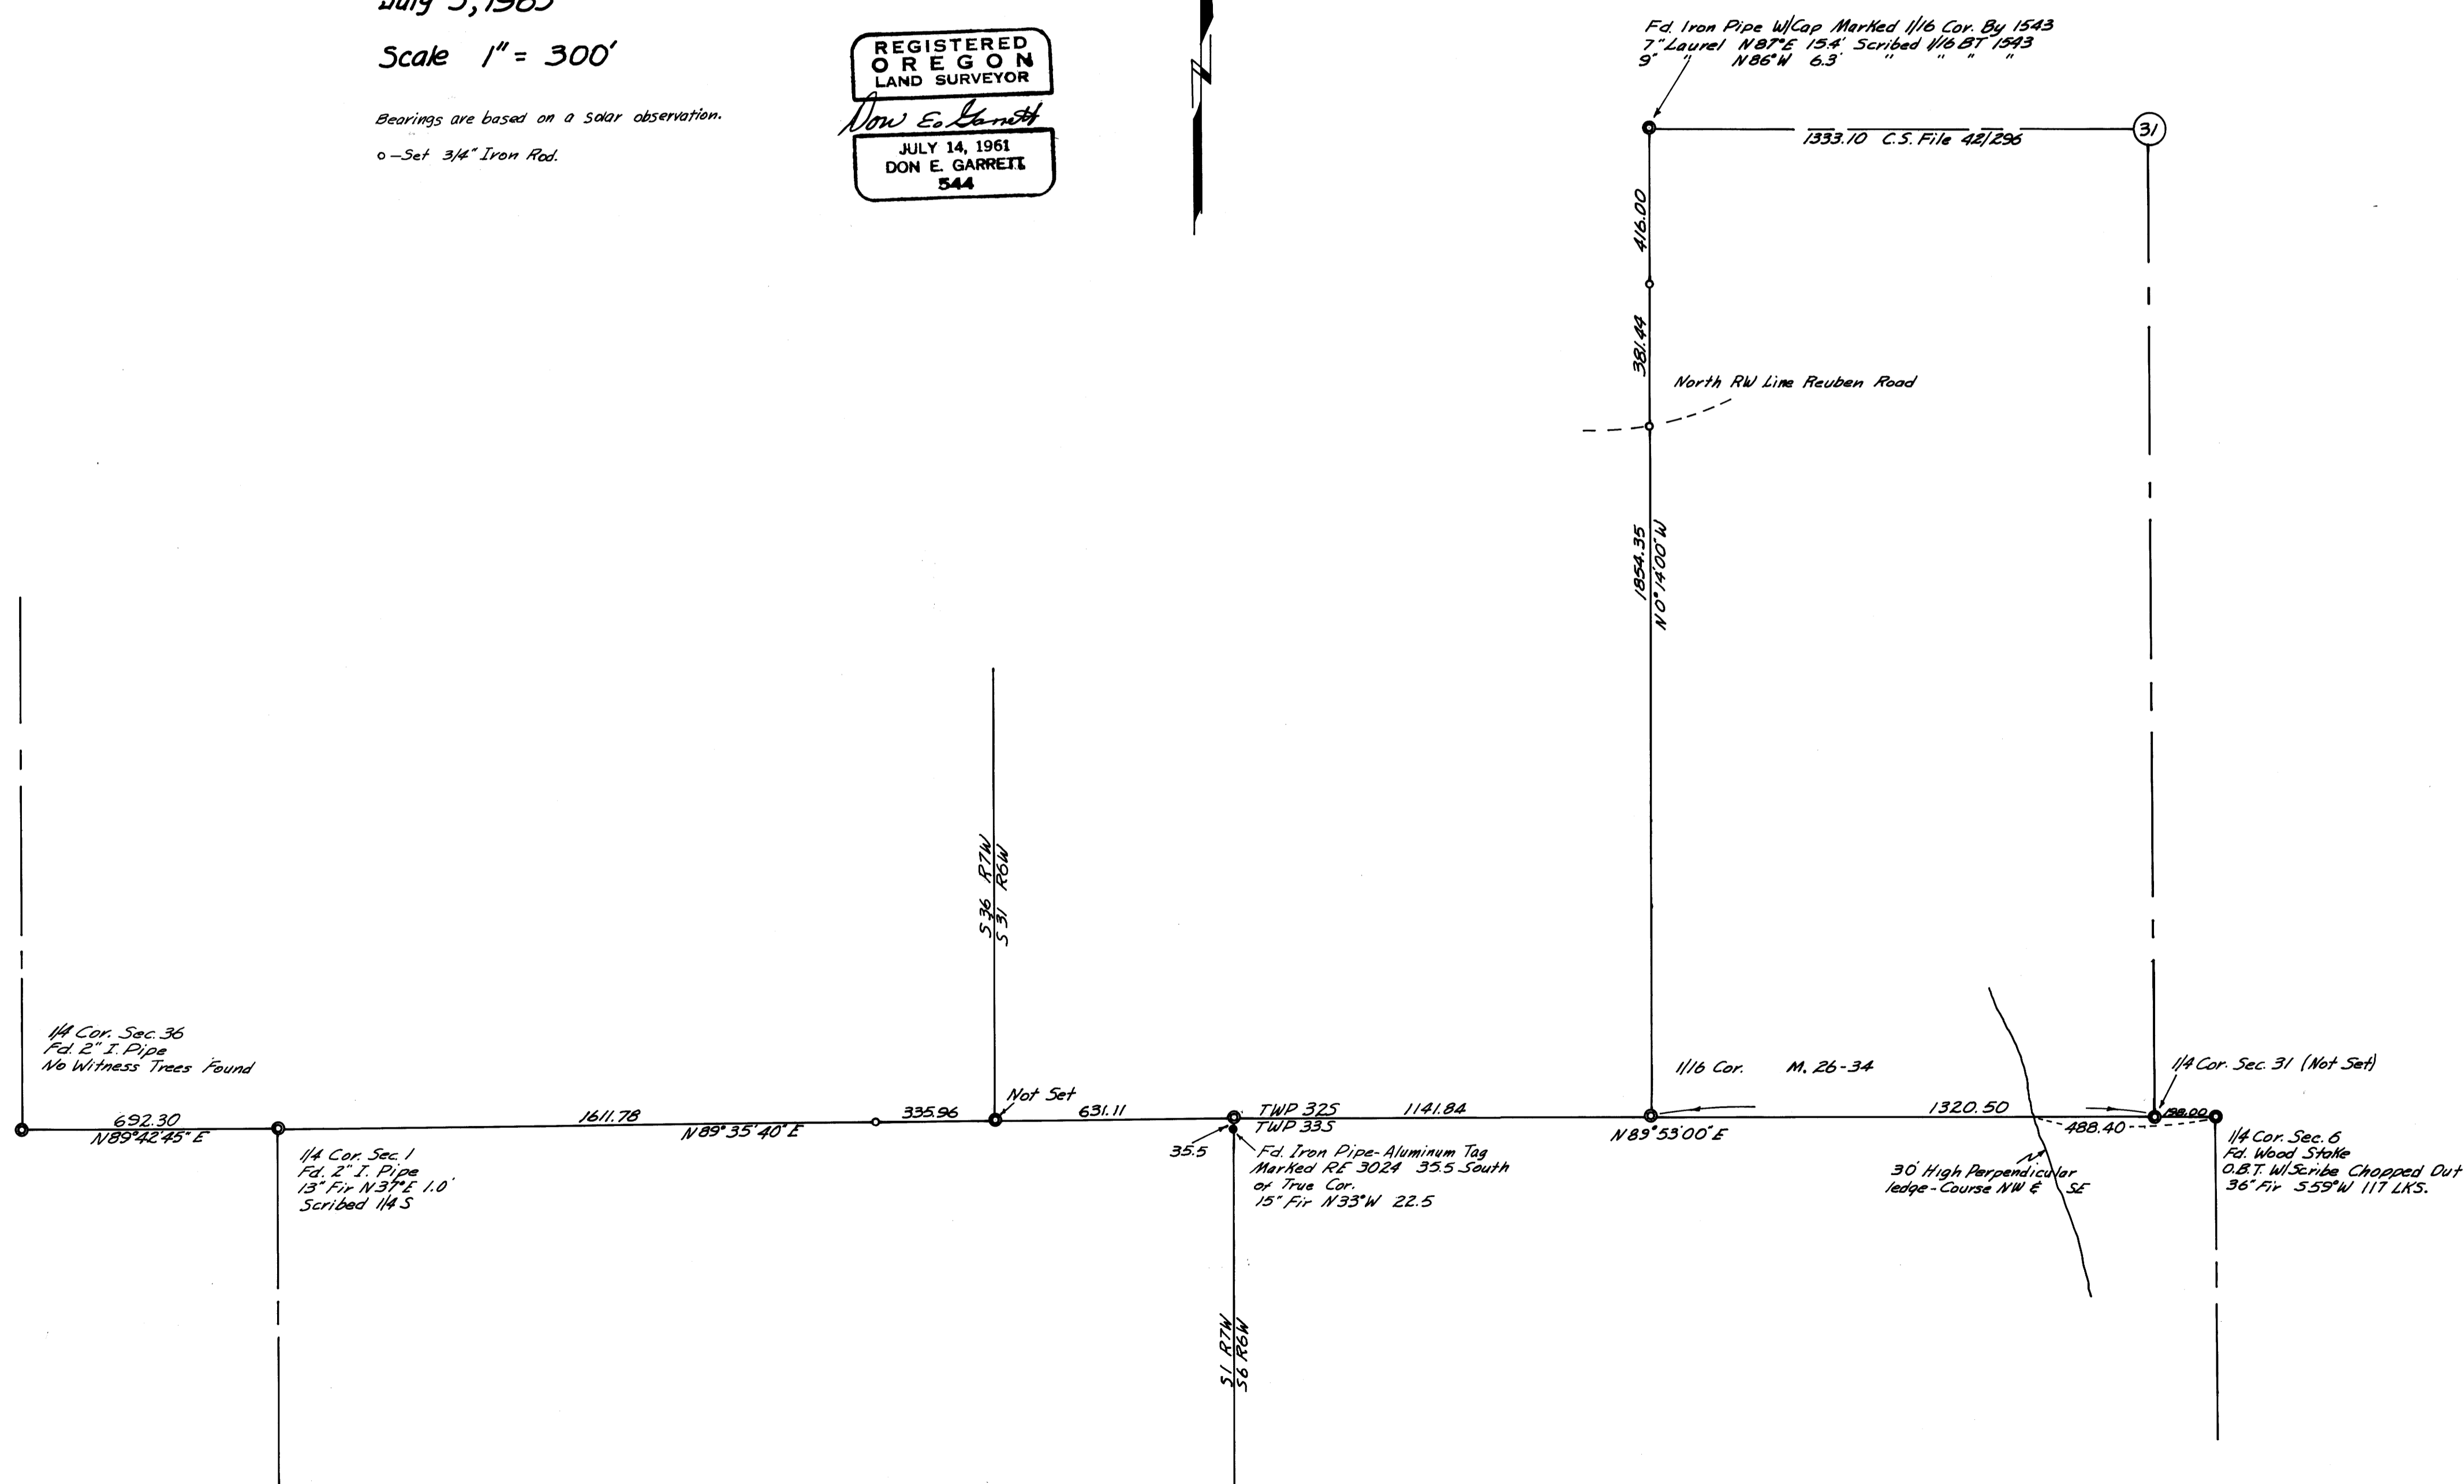 July 5, 1985
Scale 1" = 300'
Bearings are based on a solar observation.
o - Set 3/4" Iron Rod.
REGISTERED
OREGON
LAND SURVEYOR
Don E. Garrett
JULY 14, 1961
DON E. GARRETT
544
N
Fd. Iron Pipe W/Cap Marked 1/16 Cor. By 1543
7" Laurel N87°E 15.4' Scribed 1/16 BT 1543
9" " N86°W 6.3' " " " "
31
1333.10 C.S. File 42/296
416.00
381.44
North RW Line Reuben Road
1854.35
N0°14'00"W
S36 R7W
S31 R6W
1/4 Cor. Sec. 36
Fd. 2" I. Pipe
No Witness Trees Found
692.30
N89°42'45"E
1/4 Cor. Sec. 1
Fd. 2" I. Pipe
13" Fir N37°E 1.0'
Scribed 1/4 S
1611.78
N89°35'40"E
335.96
Not Set
631.11
TWP 32S
TWP 33S
35.5
Fd. Iron Pipe-Aluminum Tag
Marked RE 3024 35.5 South
of True Cor.
15" Fir N33°W 22.5
S1 R7W
S6 R6W
1141.84
1/16 Cor. M. 26-34
N89°53'00"E
1320.50
1/4 Cor. Sec. 31 (Not Set)
488.40
30' High Perpendicular
ledge-Course NW & SE
1/4 Cor. Sec. 6
Fd. Wood Stake
O.B.T. W/Scribe Chopped Out
36" Fir S59°W 117 LKS.